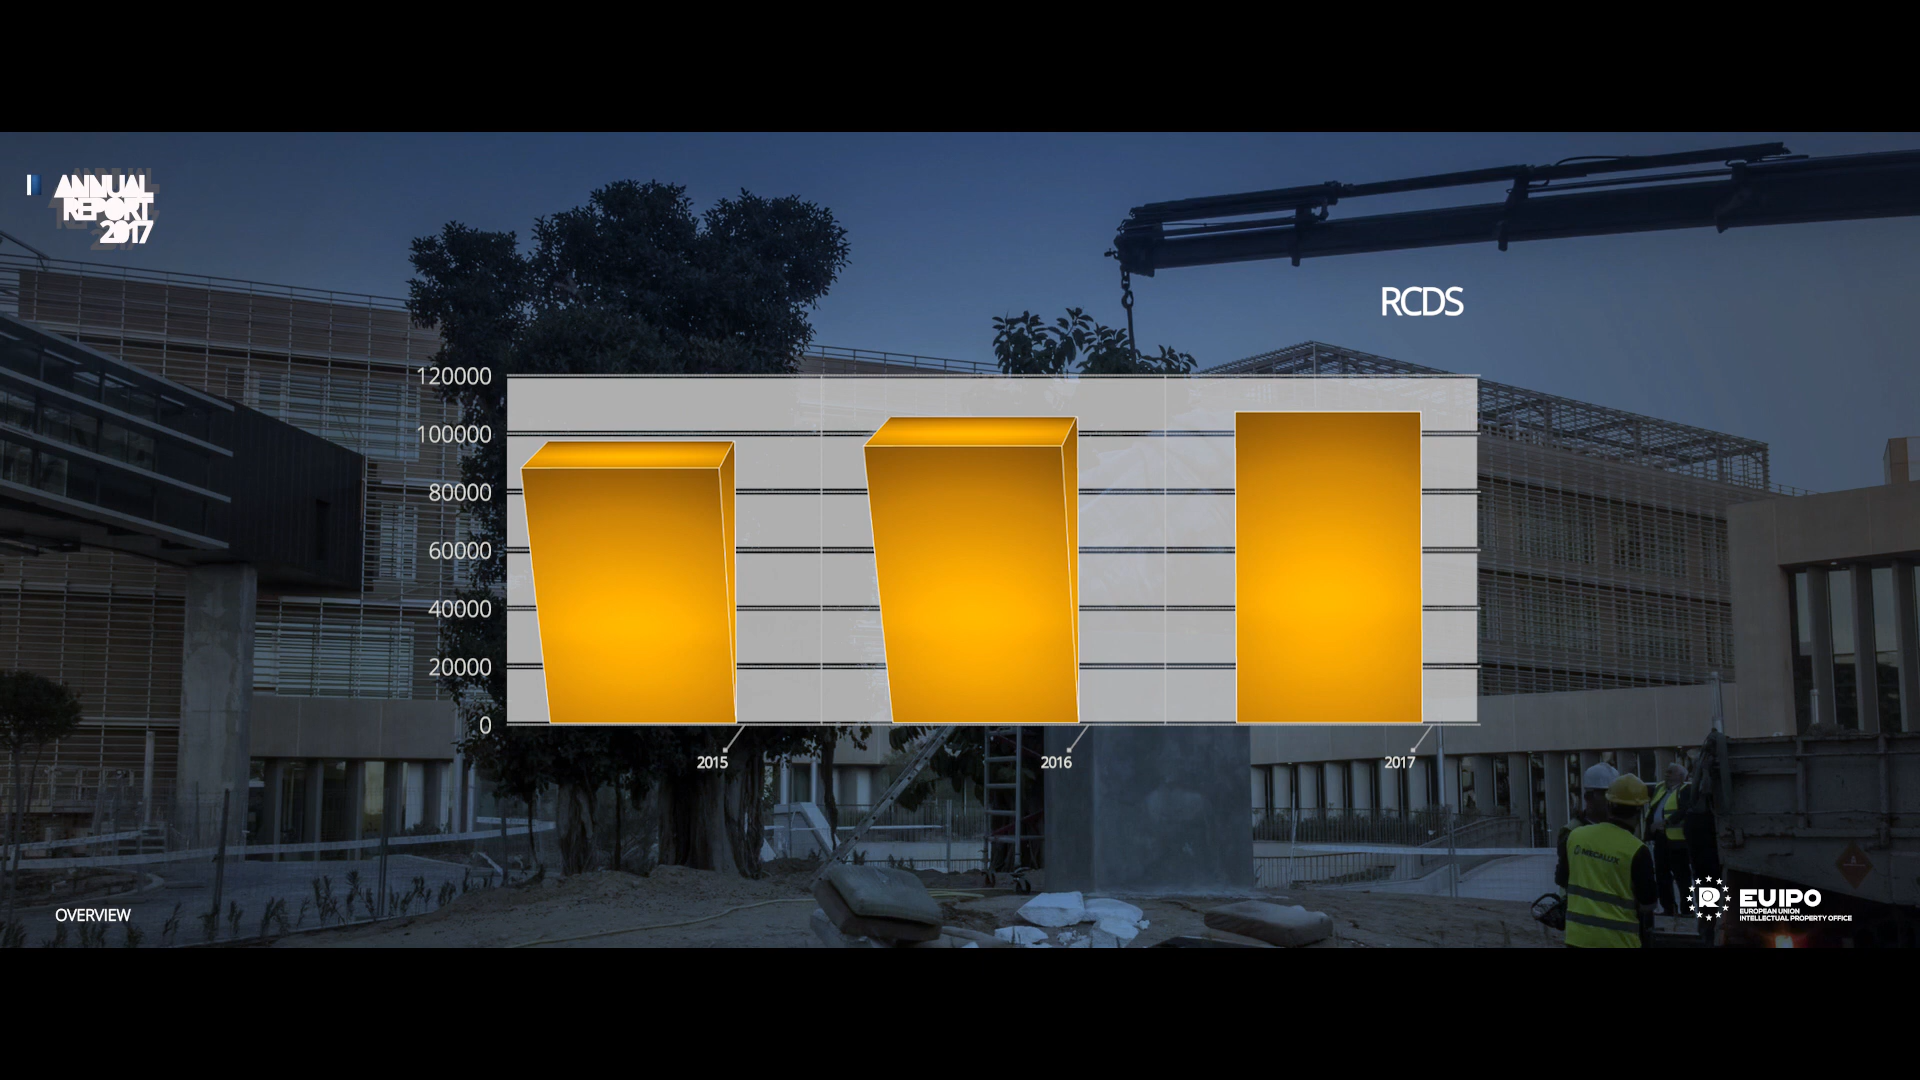 ANNUAL
REPORT
2017
RCDS
120000
100000
80000
60000
40000
20000
0
2015
2016
2017
MECALUX
OVERVIEW
EUIPO
EUROPEAN UNION
INTELLECTUAL PROPERTY OFFICE